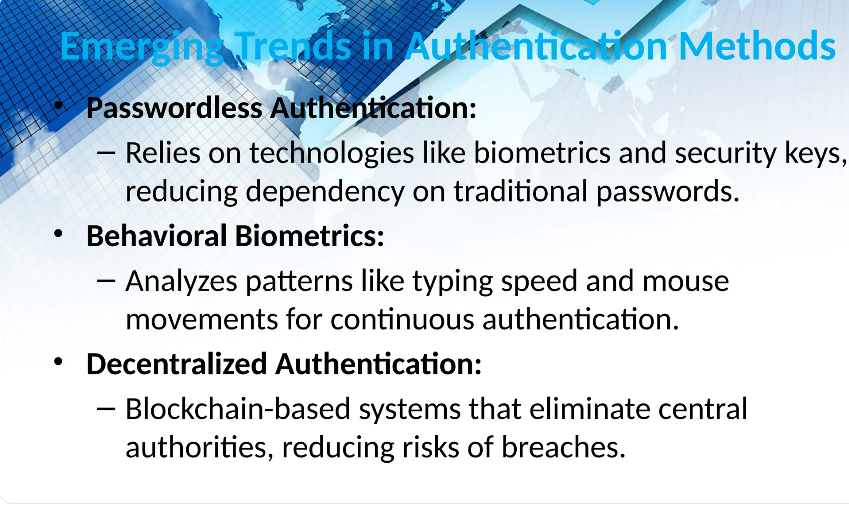 Emerging Trends in Authentication Methods
• Passwordless Authentication:
– Relies on technologies like biometrics and security keys,
reducing dependency on traditional passwords.
• Behavioral Biometrics:
– Analyzes patterns like typing speed and mouse
movements for continuous authentication.
• Decentralized Authentication:
– Blockchain-based systems that eliminate central
authorities, reducing risks of breaches.